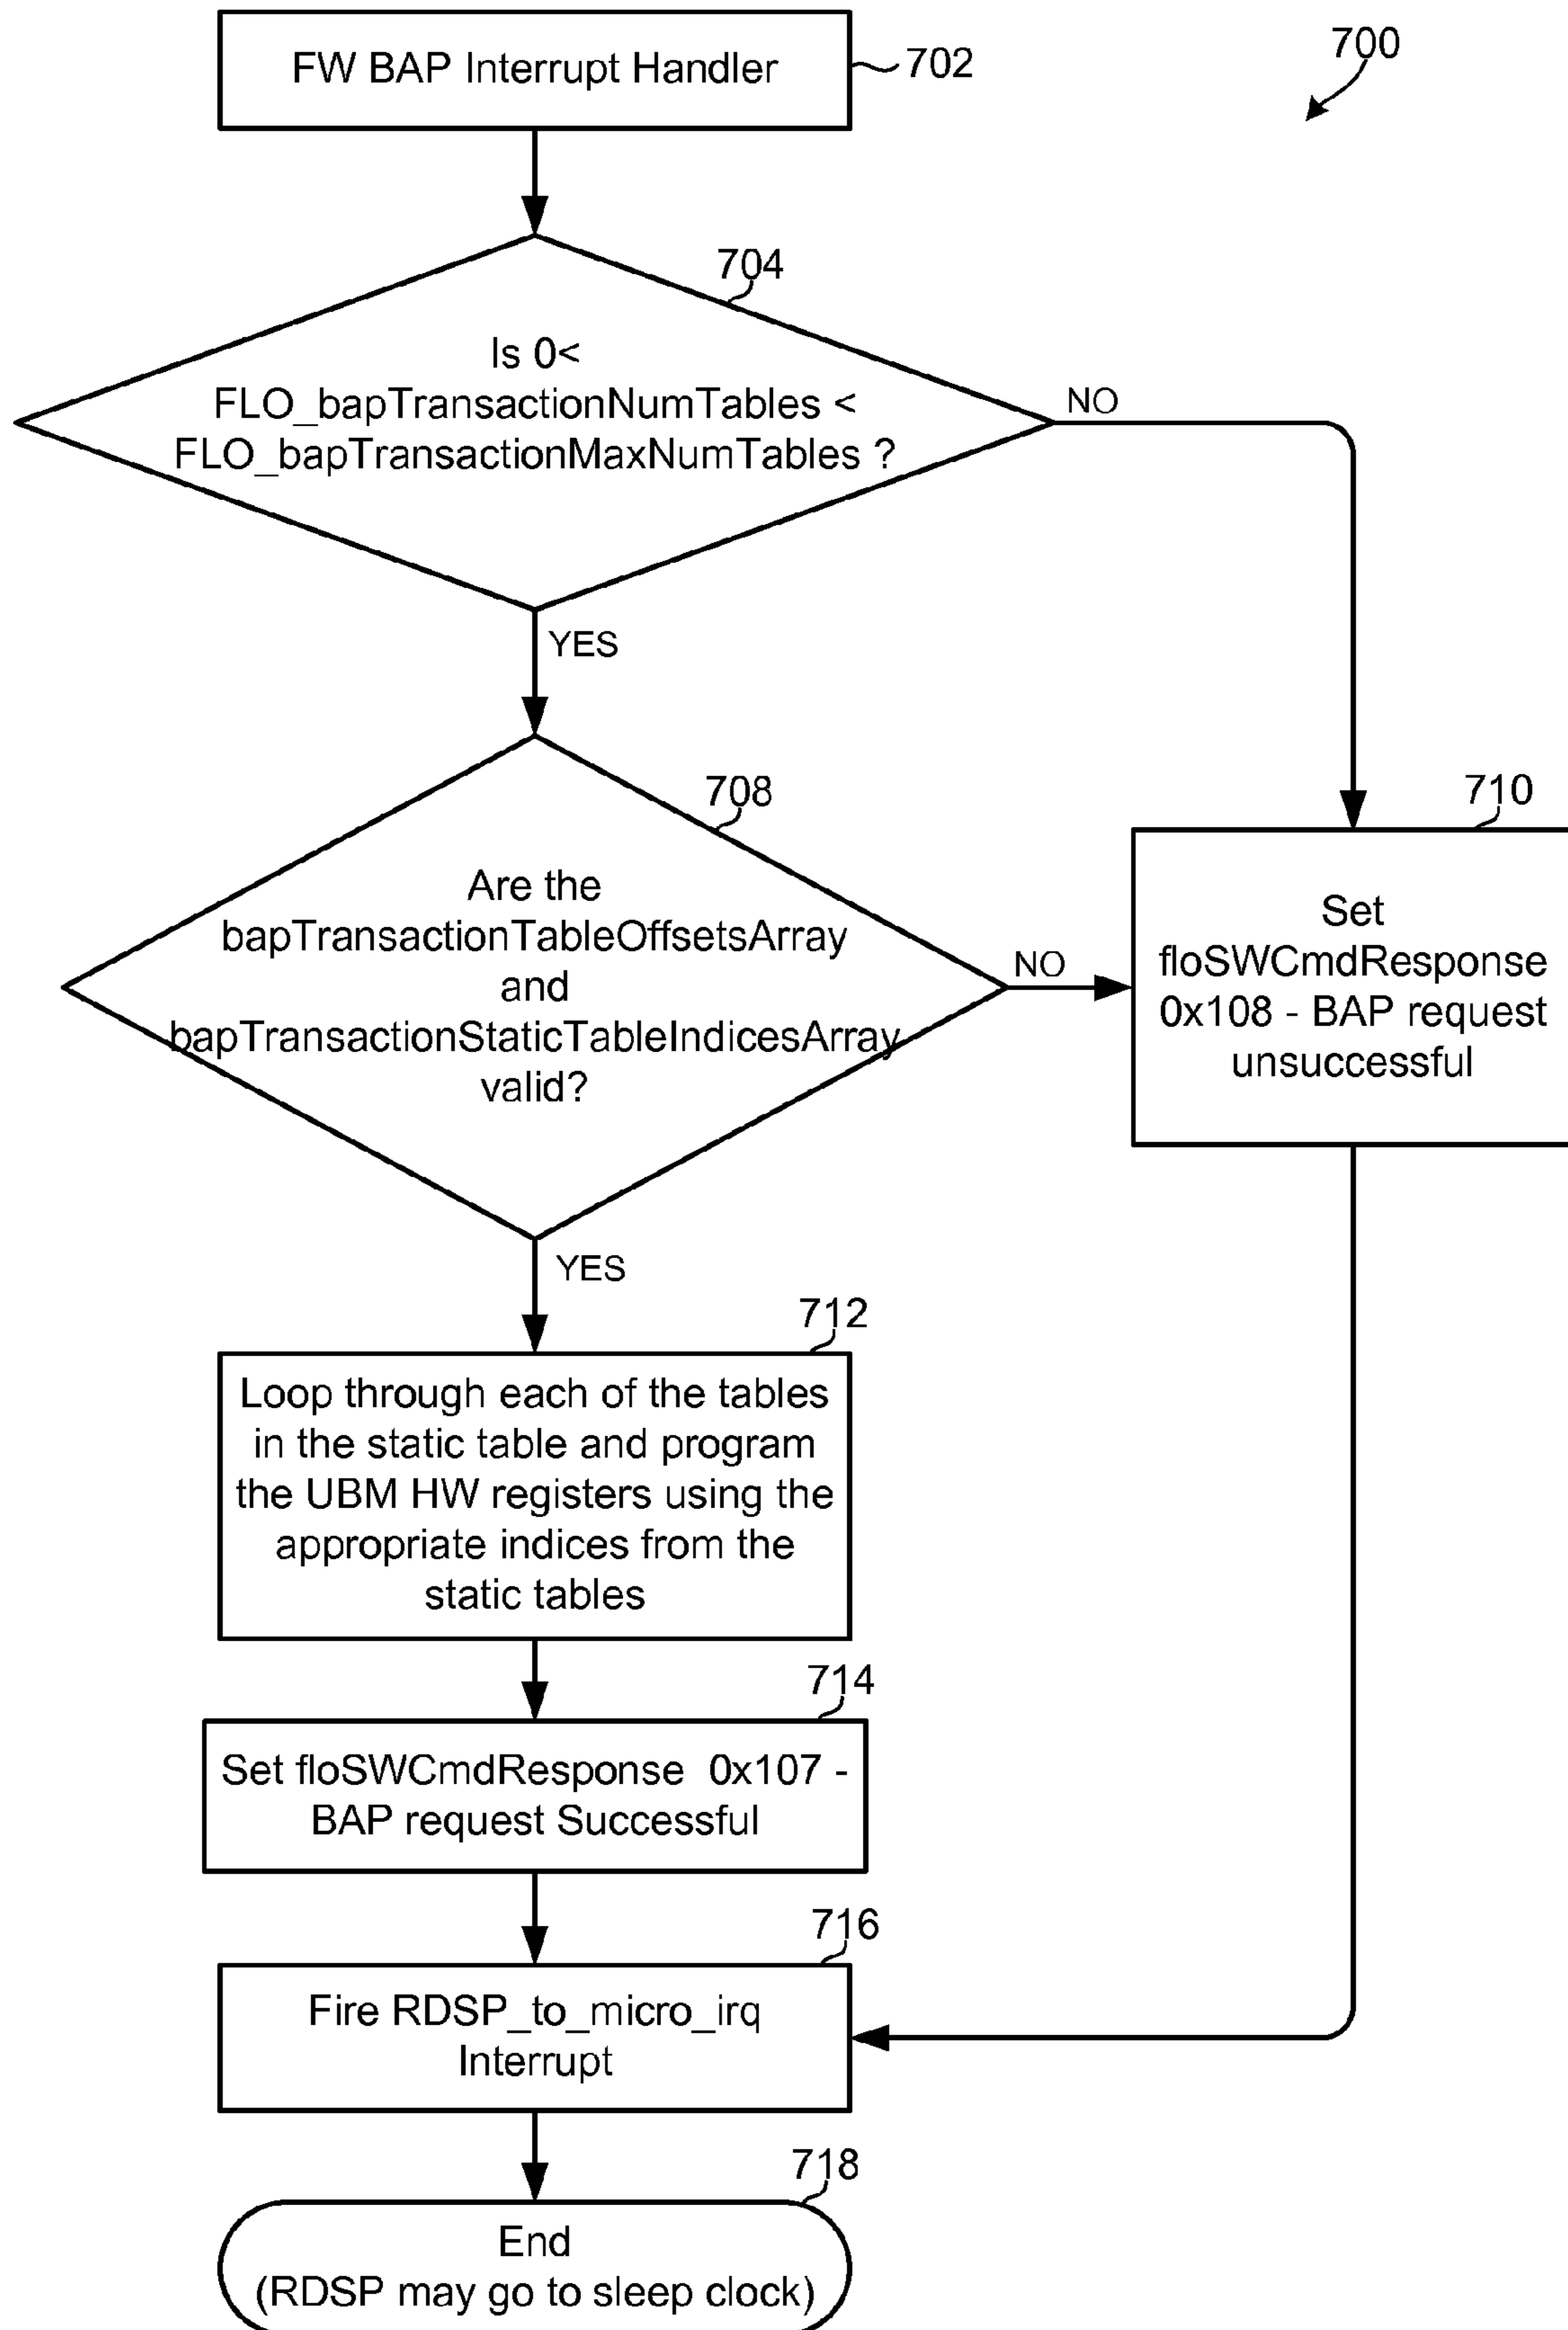 700
FW BAP Interrupt Handler
702
704
Is 0<
FLO_bapTransactionNumTables <
FLO_bapTransactionMaxNumTables ?
NO
YES
708
Are the
bapTransactionTableOffsetsArray
and
bapTransactionStaticTableIndicesArray
valid?
NO
710
Set
floSWCmdResponse
0x108 - BAP request
unsuccessful
YES
712
Loop through each of the tables
in the static table and program
the UBM HW registers using the
appropriate indices from the
static tables
714
Set floSWCmdResponse  0x107 -
BAP request Successful
716
Fire RDSP_to_micro_irq
Interrupt
718
End
(RDSP may go to sleep clock)